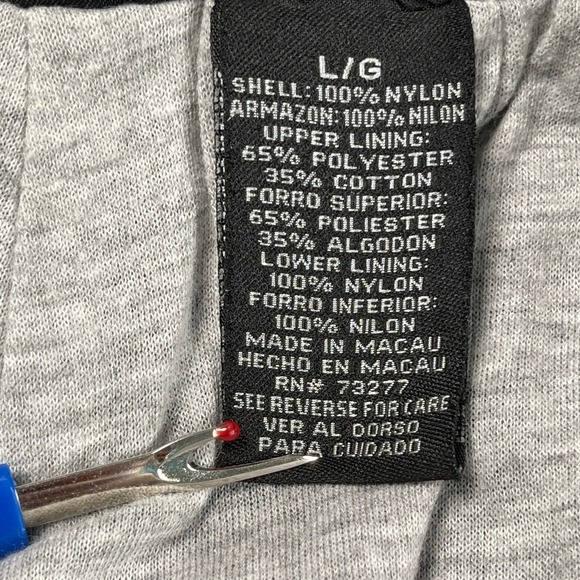 L/G
SHELL: 100% NYLON
ARMAZON: 100% NILON
UPPER LINING:
65% POLYESTER
35% COTTON
FORRO SUPERIOR:
65% POLIESTER
35% ALGODON
LOWER LINING:
100% NYLON
FORRO INFERIOR:
100% NILON
MADE IN MACAU
HECHO EN MACAU
RN# 73277
SEE REVERSE FOR CARE
VER AL DORSO
PARA CUIDADO